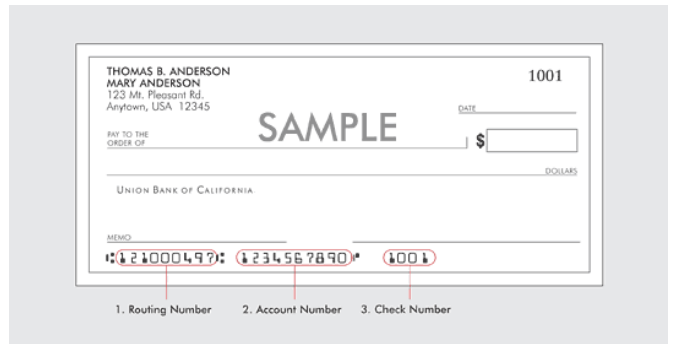 THOMAS B. ANDERSON
MARY ANDERSON
123 Mt. Pleasant Rd.
Anytown, USA 12345
1001
DATE
SAMPLE
PAY TO THE
ORDER OF
$
DOLLARS
UNION BANK OF CALIFORNIA
MEMO
⑆121000497⑆ 1234567890⑈ 1001
1. Routing Number 2. Account Number 3. Check Number